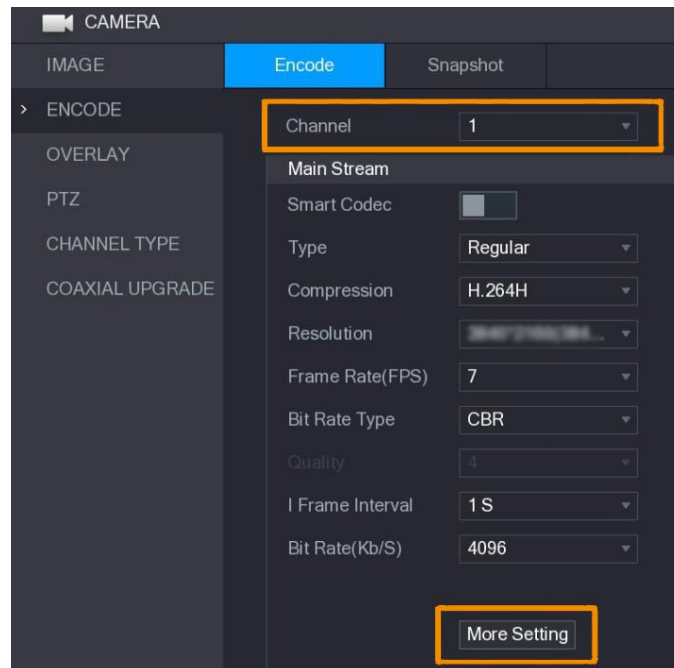 CAMERA
IMAGE
Encode Snapshot
> ENCODE
Channel 1
OVERLAY
Main Stream
PTZ
Smart Codec
CHANNEL TYPE
Type Regular
COAXIAL UPGRADE
Compression H.264H
Resolution
Frame Rate(FPS) 7
Bit Rate Type CBR
Quality 4
I Frame Interval 1 S
Bit Rate(Kb/S) 4096
More Setting